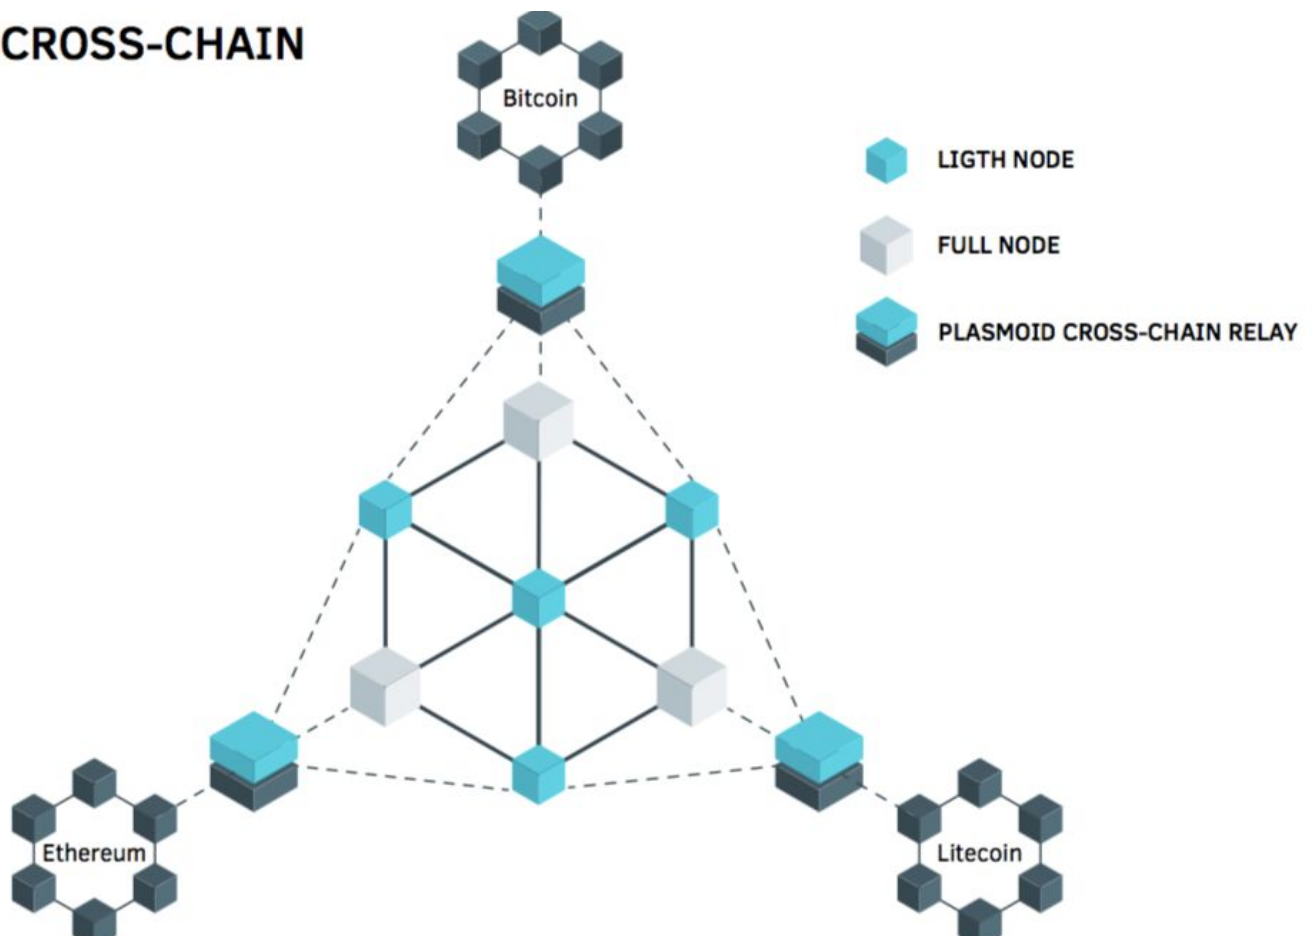 CROSS-CHAIN
Bitcoin
LIGTH NODE
FULL NODE
PLASMOID CROSS-CHAIN RELAY
Ethereum
Litecoin